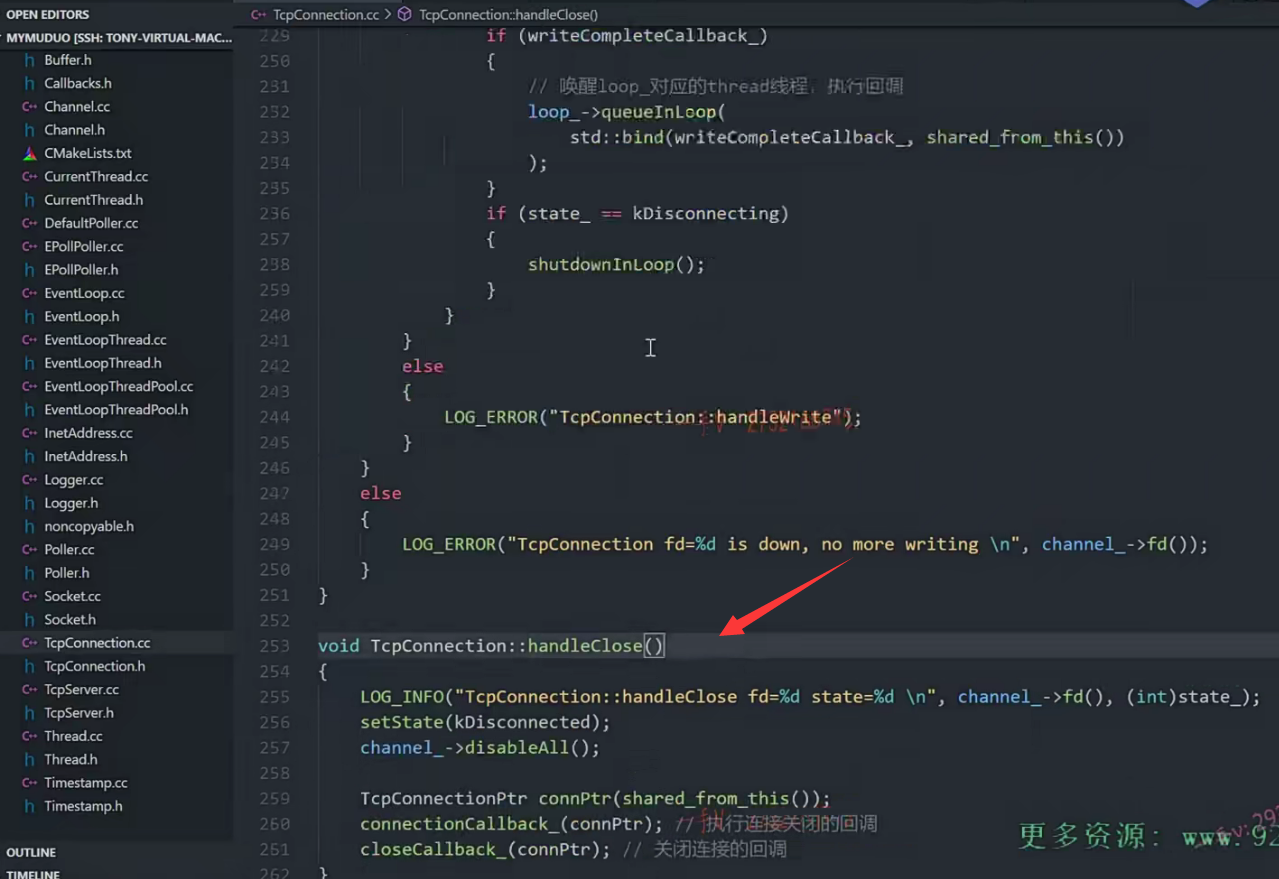 OPEN EDITORS
MYMUDUO [SSH: TONY-VIRTUAL-MAC...
Buffer.h
Callbacks.h
Channel.cc
Channel.h
CMakeLists.txt
CurrentThread.cc
CurrentThread.h
DefaultPoller.cc
EPollPoller.cc
EPollPoller.h
EventLoop.cc
EventLoop.h
EventLoopThread.cc
EventLoopThread.h
EventLoopThreadPool.cc
EventLoopThreadPool.h
InetAddress.cc
InetAddress.h
Logger.cc
Logger.h
noncopyable.h
Poller.cc
Poller.h
Socket.cc
Socket.h
TcpConnection.cc
TcpConnection.h
TcpServer.cc
TcpServer.h
Thread.cc
Thread.h
Timestamp.cc
Timestamp.h
OUTLINE
TIMELINE
TcpConnection.cc > TcpConnection::handleClose()
229 if (writeCompleteCallback_)
230 {
231 // 唤醒loop_对应的thread线程，执行回调
232 loop_->queueInLoop(
233 std::bind(writeCompleteCallback_, shared_from_this())
234 );
235 }
236 if (state_ == kDisconnecting)
237 {
238 shutdownInLoop();
239 }
240 }
241 }
242 else
243 {
244 LOG_ERROR("TcpConnection::handleWrite");
245 }
246 }
247 else
248 {
249 LOG_ERROR("TcpConnection fd=%d is down, no more writing \n", channel_->fd());
250 }
251 }
252
253 void TcpConnection::handleClose()
254 {
255 LOG_INFO("TcpConnection::handleClose fd=%d state=%d \n", channel_->fd(), (int)state_);
256 setState(kDisconnected);
257 channel_->disableAll();
258
259 TcpConnectionPtr connPtr(shared_from_this());
260 connectionCallback_(connPtr); // 执行连接关闭的回调
261 closeCallback_(connPtr); // 关闭连接的回调
262 }
更多资源: www.92